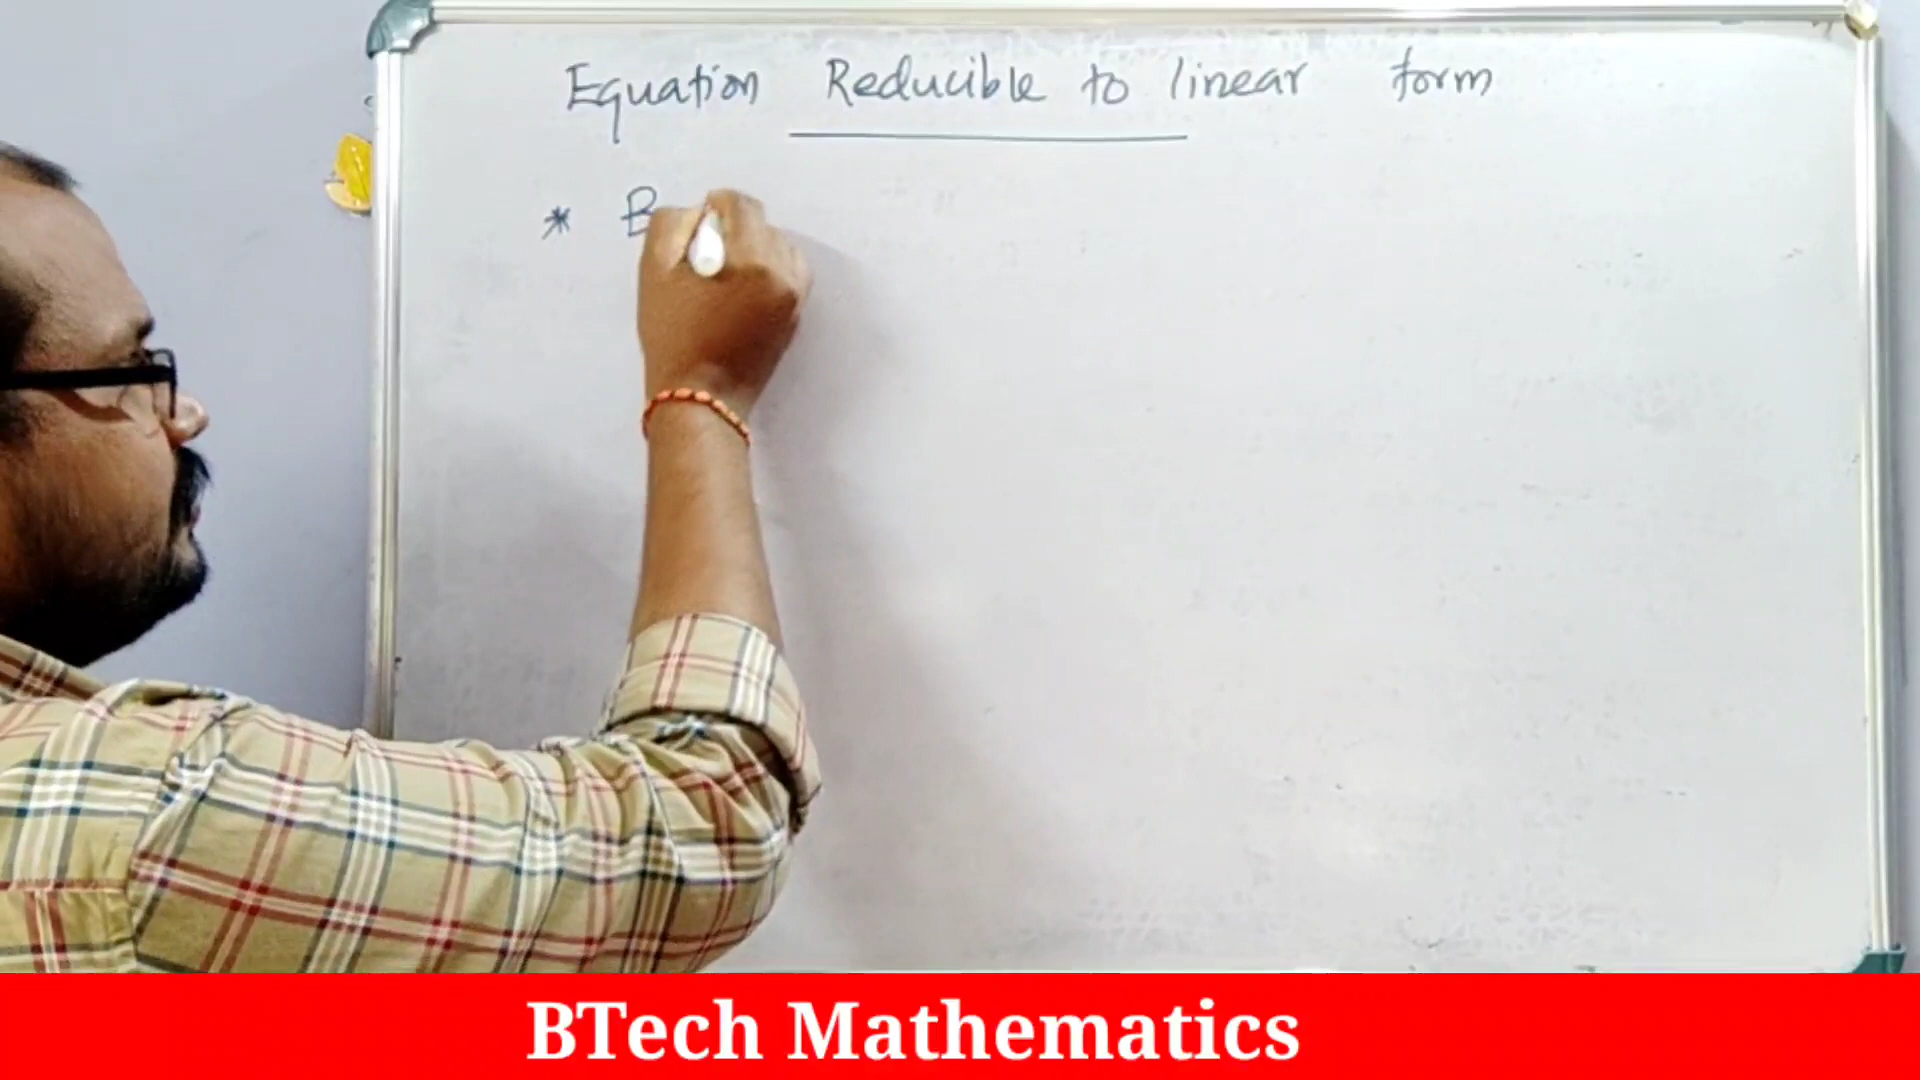 Equation Reducible to linear form
* B
BTech Mathematics